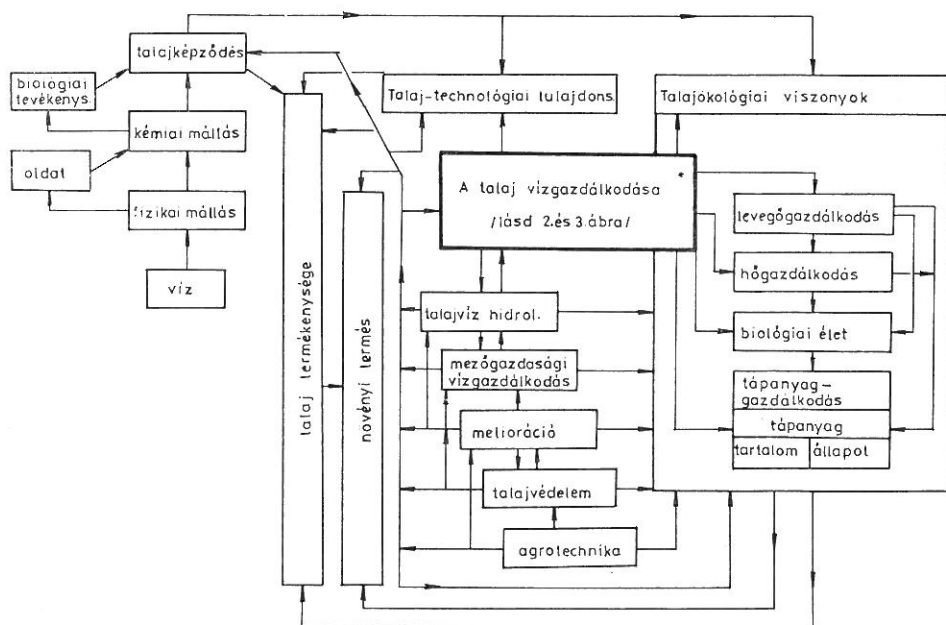 talajképződés
biológiai
tevékenys.
kémiai mállás
oldat
fizikai mállás
víz
talaj termékenysége
növényi termés
Talaj-technológiai tulajdons.
Talajökológiai viszonyok
A talaj vízgazdálkodása
/lásd 2.és 3.ábra/
talajvíz hidrol.
mezőgazdasági
vízgazdálkodás
melioráció
talajvédelem
agrotechnika
levegőgazdálkodás
hőgazdálkodás
biológiai élet
tápanyag-
gazdálkodás
tápanyag
tartalom állapot